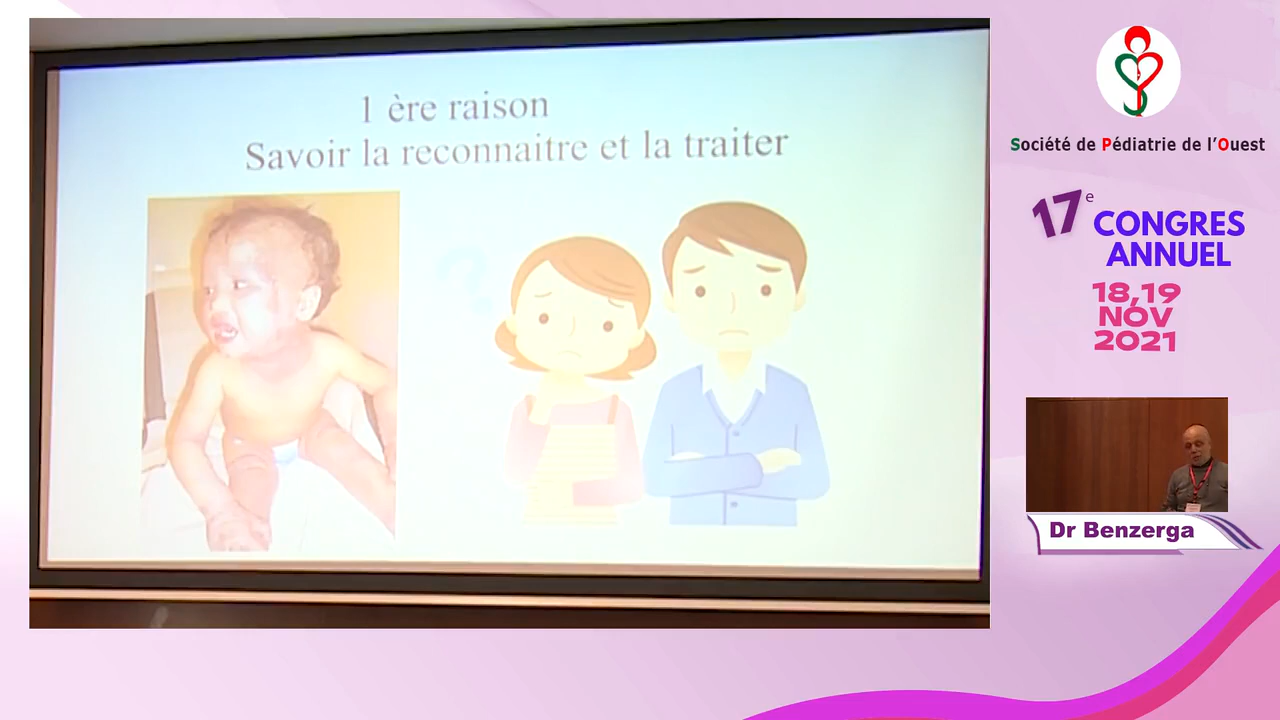 1 ère raison
Savoir la reconnaitre et la traiter
Société de Pédiatrie de l'Ouest
17e CONGRES
ANNUEL
18,19
NOV
2021
Dr Benzerga